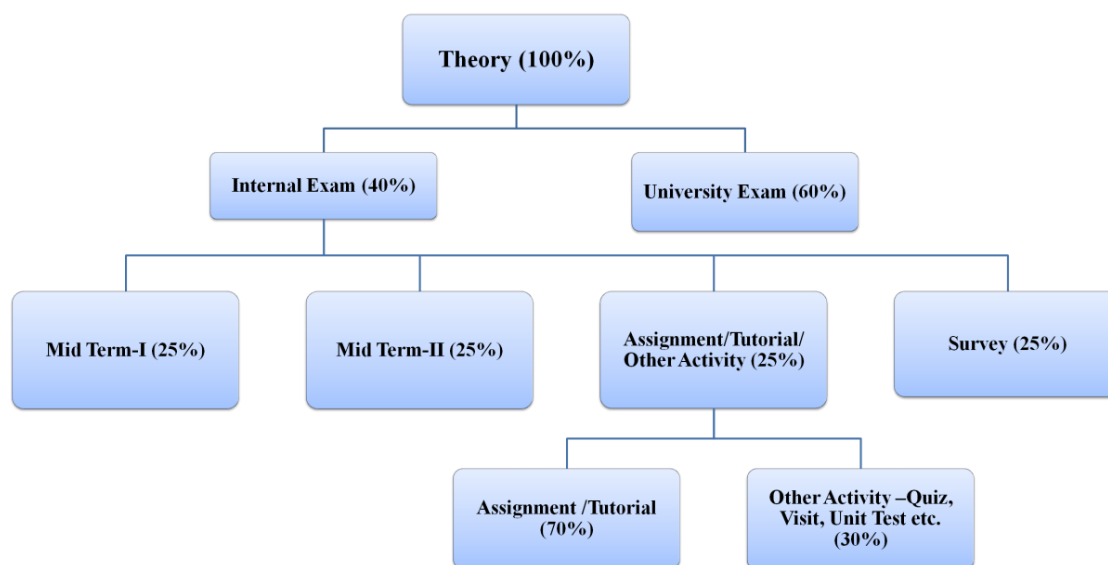 Theory (100%)
Internal Exam (40%)
University Exam (60%)
Mid Term-I (25%)
Mid Term-II (25%)
Assignment/Tutorial/
Other Activity (25%)
Survey (25%)
Assignment /Tutorial
(70%)
Other Activity –Quiz,
Visit, Unit Test etc.
(30%)